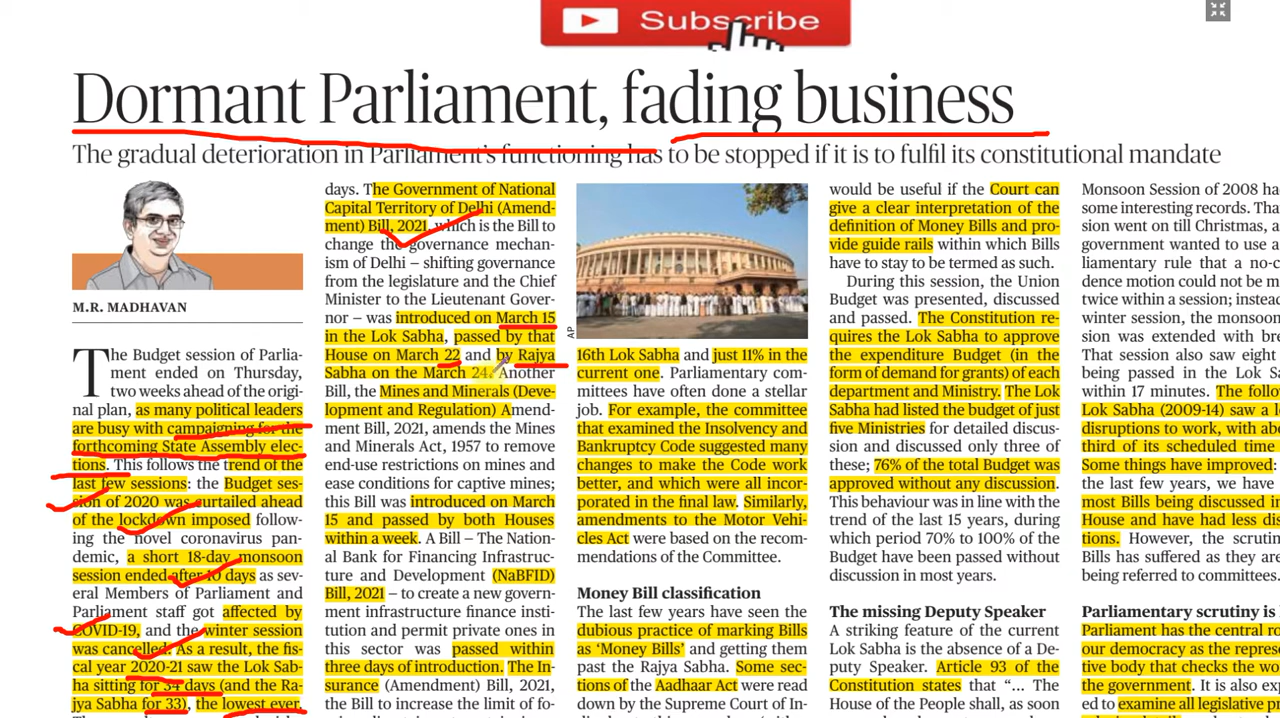 Subscribe
Dormant Parliament, fading business
The gradual deterioration in Parliament's functioning has to be stopped if it is to fulfil its constitutional mandate
M.R. MADHAVAN
The Budget session of Parlia-
ment ended on Thursday,
two weeks ahead of the origi-
nal plan, as many political leaders
are busy with campaigning for the
forthcoming State Assembly elec-
tions. This follows the trend of the
last few sessions: the Budget ses-
sion of 2020 was curtailed ahead
of the lockdown imposed follow-
ing the novel coronavirus pan-
demic, a short 18-day monsoon
session ended after 10 days as sev-
eral Members of Parliament and
Parliament staff got affected by
COVID-19, and the winter session
was cancelled. As a result, the fis-
cal year 2020-21 saw the Lok Sab-
ha sitting for 34 days (and the Ra-
jya Sabha for 33), the lowest ever.
days. The Government of National
Capital Territory of Delhi (Amend-
ment) Bill, 2021, which is the Bill to
change the governance mechan-
ism of Delhi – shifting governance
from the legislature and the Chief
Minister to the Lieutenant Gover-
nor – was introduced on March 15
in the Lok Sabha, passed by that
House on March 22 and by Rajya
Sabha on the March 24. Another
Bill, the Mines and Minerals (Deve-
lopment and Regulation) Amend-
ment Bill, 2021, amends the Mines
and Minerals Act, 1957 to remove
end-use restrictions on mines and
ease conditions for captive mines;
this Bill was introduced on March
15 and passed by both Houses
within a week. A Bill – The Nation-
al Bank for Financing Infrastruc-
ture and Development (NaBFID)
Bill, 2021 – to create a new govern-
ment infrastructure finance insti-
tution and permit private ones in
this sector was passed within
three days of introduction. The In-
surance (Amendment) Bill, 2021,
the Bill to increase the limit of fo-
AP
16th Lok Sabha and just 11% in the
current one. Parliamentary com-
mittees have often done a stellar
job. For example, the committee
that examined the Insolvency and
Bankruptcy Code suggested many
changes to make the Code work
better, and which were all incor-
porated in the final law. Similarly,
amendments to the Motor Vehi-
cles Act were based on the recom-
mendations of the Committee.
Money Bill classification
The last few years have seen the
dubious practice of marking Bills
as 'Money Bills' and getting them
past the Rajya Sabha. Some sec-
tions of the Aadhaar Act were read
down by the Supreme Court of In-
would be useful if the Court can
give a clear interpretation of the
definition of Money Bills and pro-
vide guide rails within which Bills
have to stay to be termed as such.
During this session, the Union
Budget was presented, discussed
and passed. The Constitution re-
quires the Lok Sabha to approve
the expenditure Budget (in the
form of demand for grants) of each
department and Ministry. The Lok
Sabha had listed the budget of just
five Ministries for detailed discus-
sion and discussed only three of
these; 76% of the total Budget was
approved without any discussion.
This behaviour was in line with the
trend of the last 15 years, during
which period 70% to 100% of the
Budget have been passed without
discussion in most years.
The missing Deputy Speaker
A striking feature of the current
Lok Sabha is the absence of a De-
puty Speaker. Article 93 of the
Constitution states that "... The
House of the People shall, as soon
Monsoon Session of 2008 had
some interesting records. Tha
sion went on till Christmas, a
government wanted to use a
liamentary rule that a no-c
dence motion could not be m
twice within a session; instead
winter session, the monsoon
sion was extended with bre
That session also saw eight
being passed in the Lok Sabha
within 17 minutes. The follo
Lok Sabha (2009-14) saw a lo
disruptions to work, with abo
third of its scheduled time
Some things have improved:
the last few years, we have
most Bills being discussed in
House and have had less dis
tions. However, the scrutin
Bills has suffered as they are
being referred to committees.
Parliamentary scrutiny is
Parliament has the central ro
our democracy as the represe
tive body that checks the wo
the government. It is also exp
ed to examine all legislative p